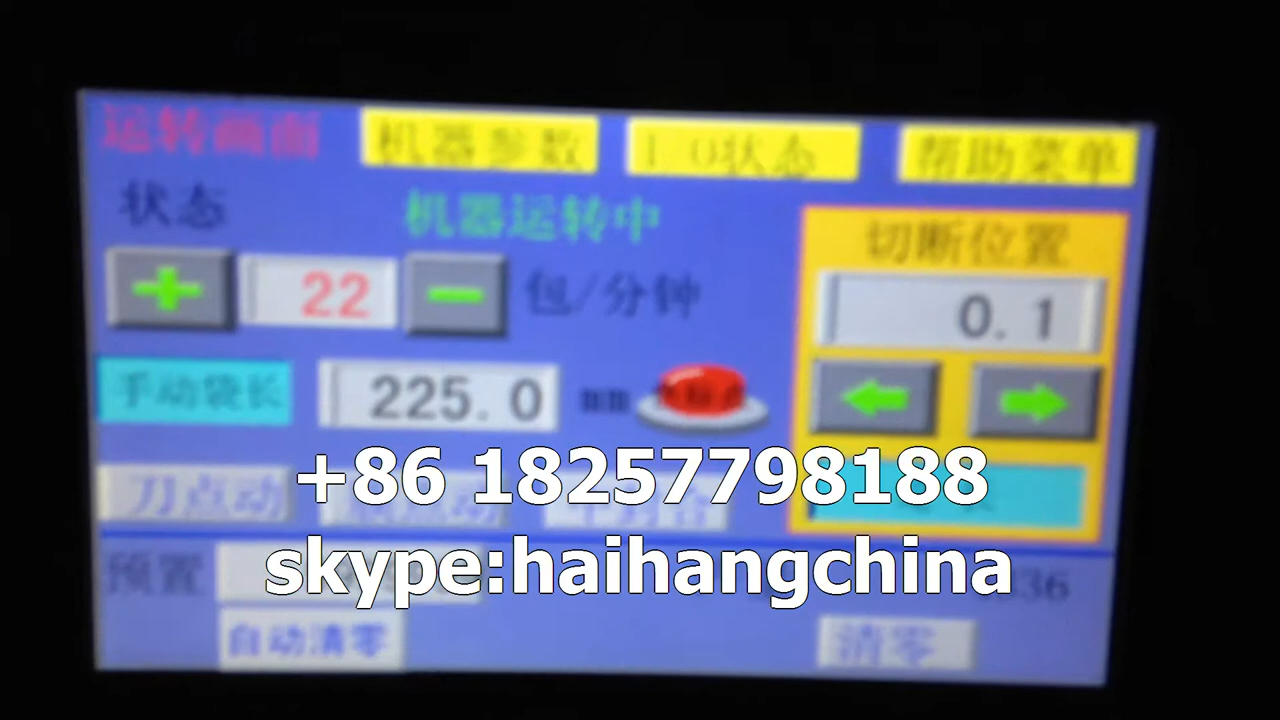 运转画面 机器参数 I/O状态 帮助菜单
状态 机器运转中 切断位置
+ 22 - 包/分钟 0.1
手动袋长 225.0 mm
+86 18257798188
刀点动
skype:haihangchina
预置
自动清零 清零